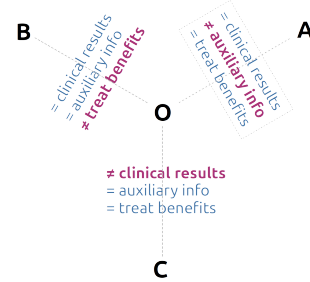 B
= clinical results
= auxiliary info
≠ treat benefits
A
= clinical results
≠ auxiliary info
= treat benefits
O
≠ clinical results
= auxiliary info
= treat benefits
C